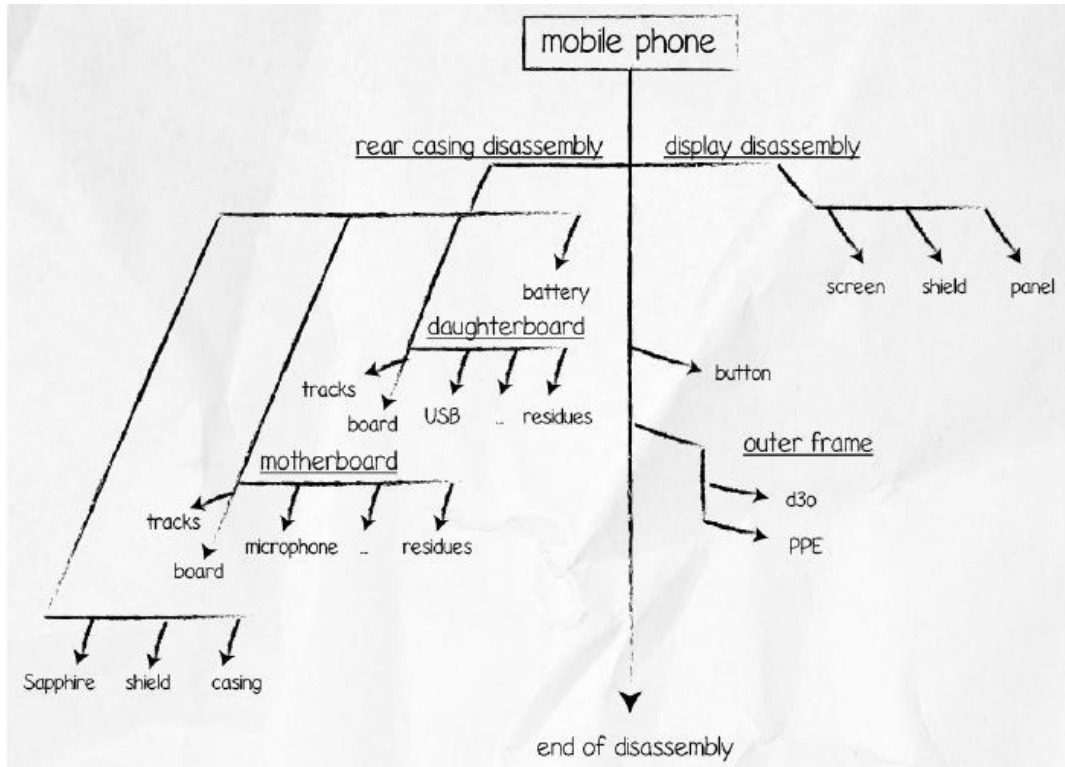 mobile phone
rear casing disassembly
display disassembly
screen
shield
panel
battery
daughterboard
tracks
board
USB
...
residues
button
outer frame
d3o
PPE
motherboard
tracks
board
microphone
...
residues
Sapphire
shield
casing
end of disassembly